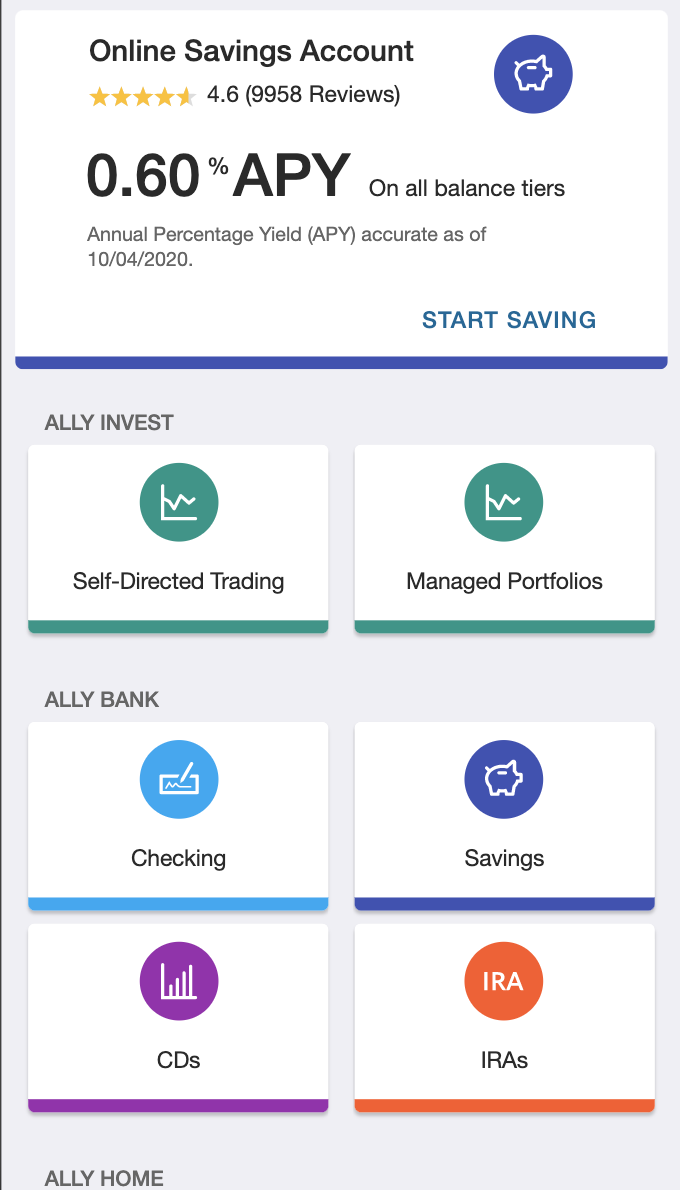 Online Savings Account
4.6 (9958 Reviews)
0.60 % APY On all balance tiers
Annual Percentage Yield (APY) accurate as of
10/04/2020.
START SAVING
ALLY INVEST
Self-Directed Trading
Managed Portfolios
ALLY BANK
Checking
Savings
CDs
IRA
IRAs
ALLY HOME